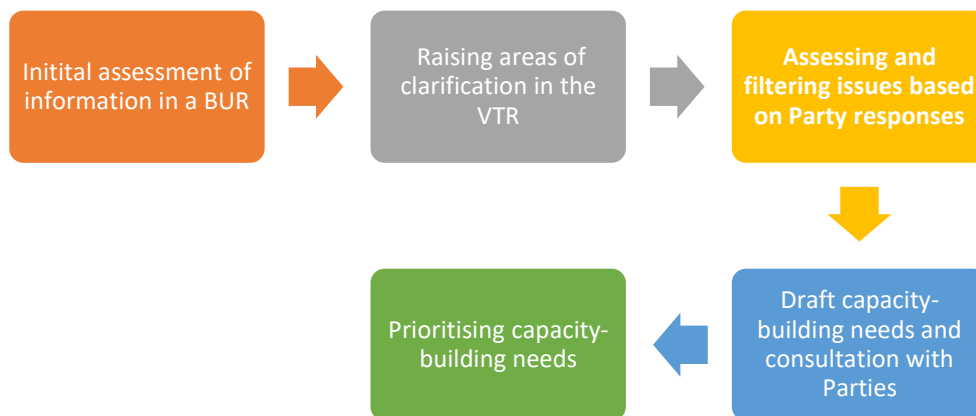 Initital assessment of
information in a BUR
Raising areas of
clarification in the
VTR
Assessing and
filtering issues based
on Party responses
Draft capacity-
building needs and
consultation with
Parties
Prioritising capacity-
building needs